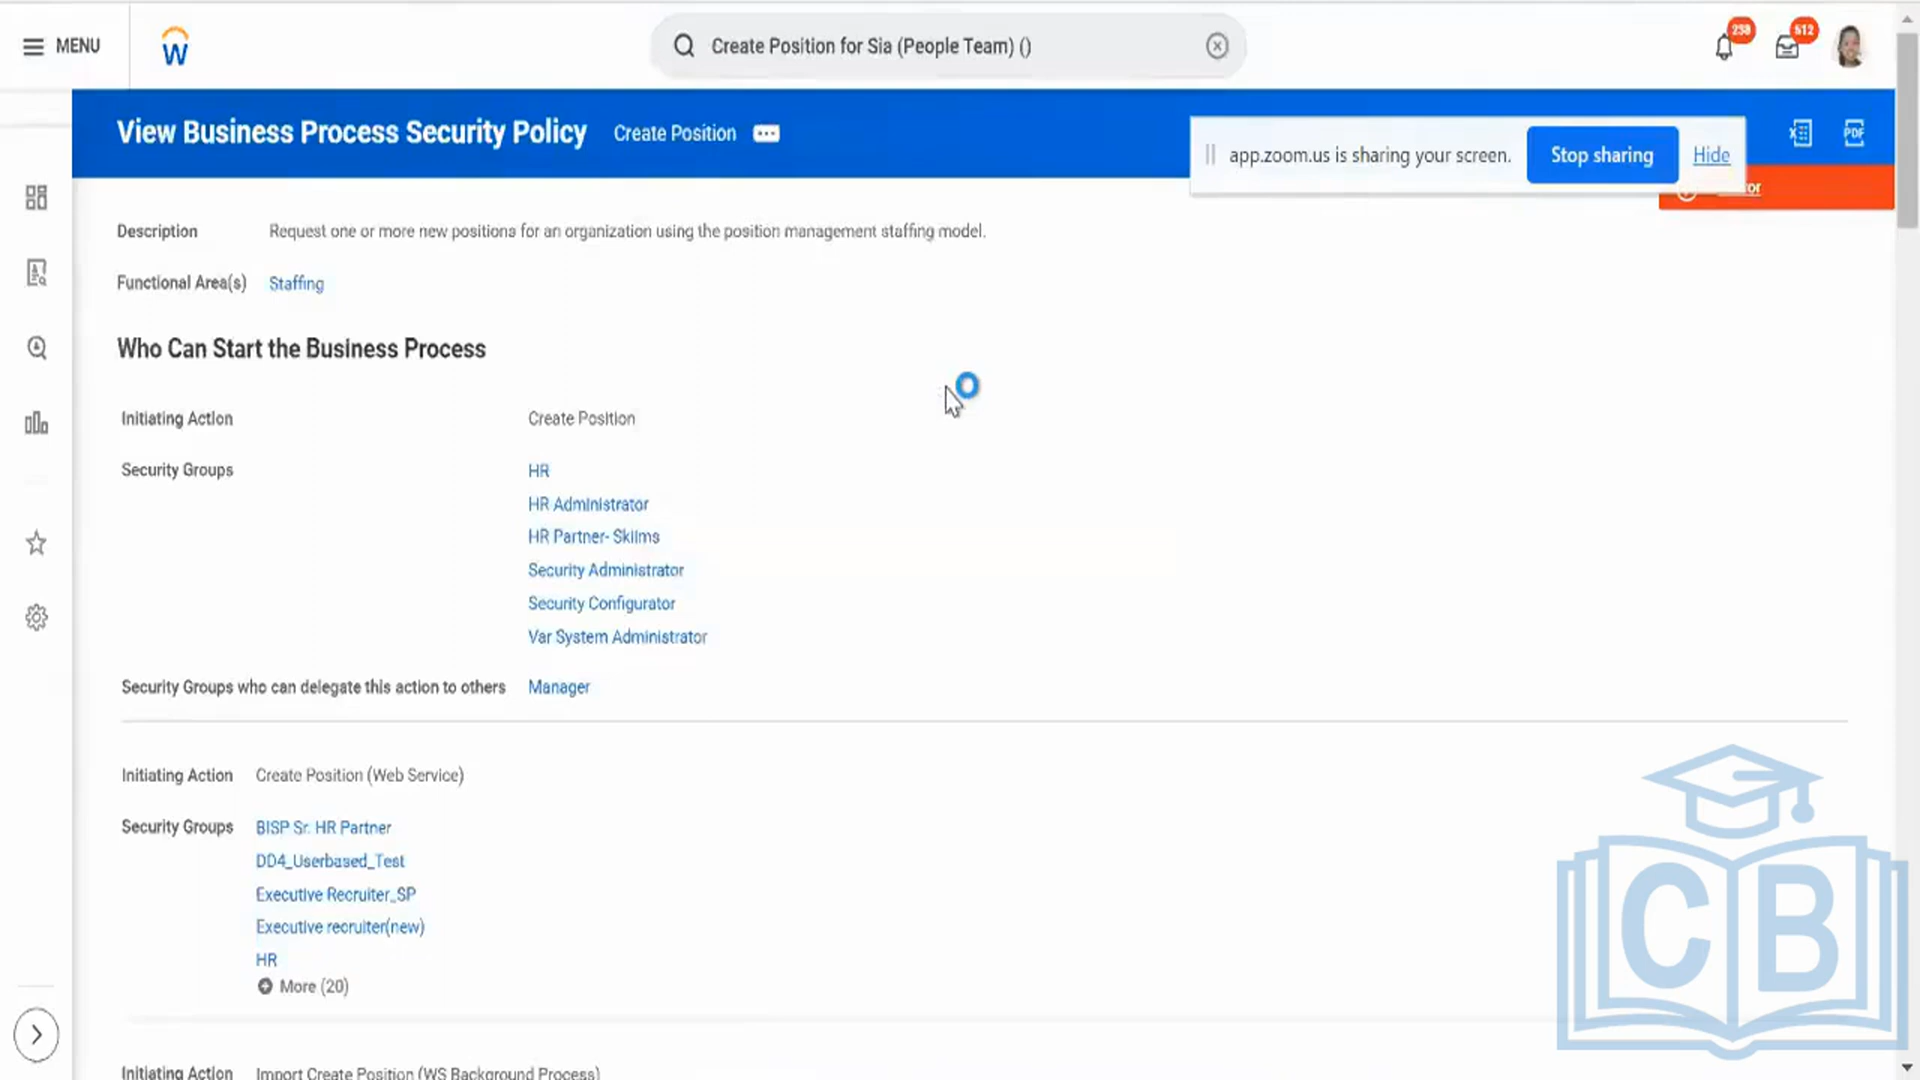 MENU
W
Create Position for Sia (People Team) ()
238
512
View Business Process Security Policy
Create Position
app.zoom.us is sharing your screen.
Stop sharing
Hide
PDF
Description
Request one or more new positions for an organization using the position management staffing model.
Functional Area(s)
Staffing
Who Can Start the Business Process
Initiating Action
Create Position
Security Groups
HR
HR Administrator
HR Partner- Skilms
Security Administrator
Security Configurator
Var System Administrator
Security Groups who can delegate this action to others
Manager
Initiating Action
Create Position (Web Service)
Security Groups
BISP Sr. HR Partner
DD4_Userbased_Test
Executive Recruiter_SP
Executive recruiter(new)
HR
More (20)
Initiating Action
Import Create Position (WS Background Process)
CB